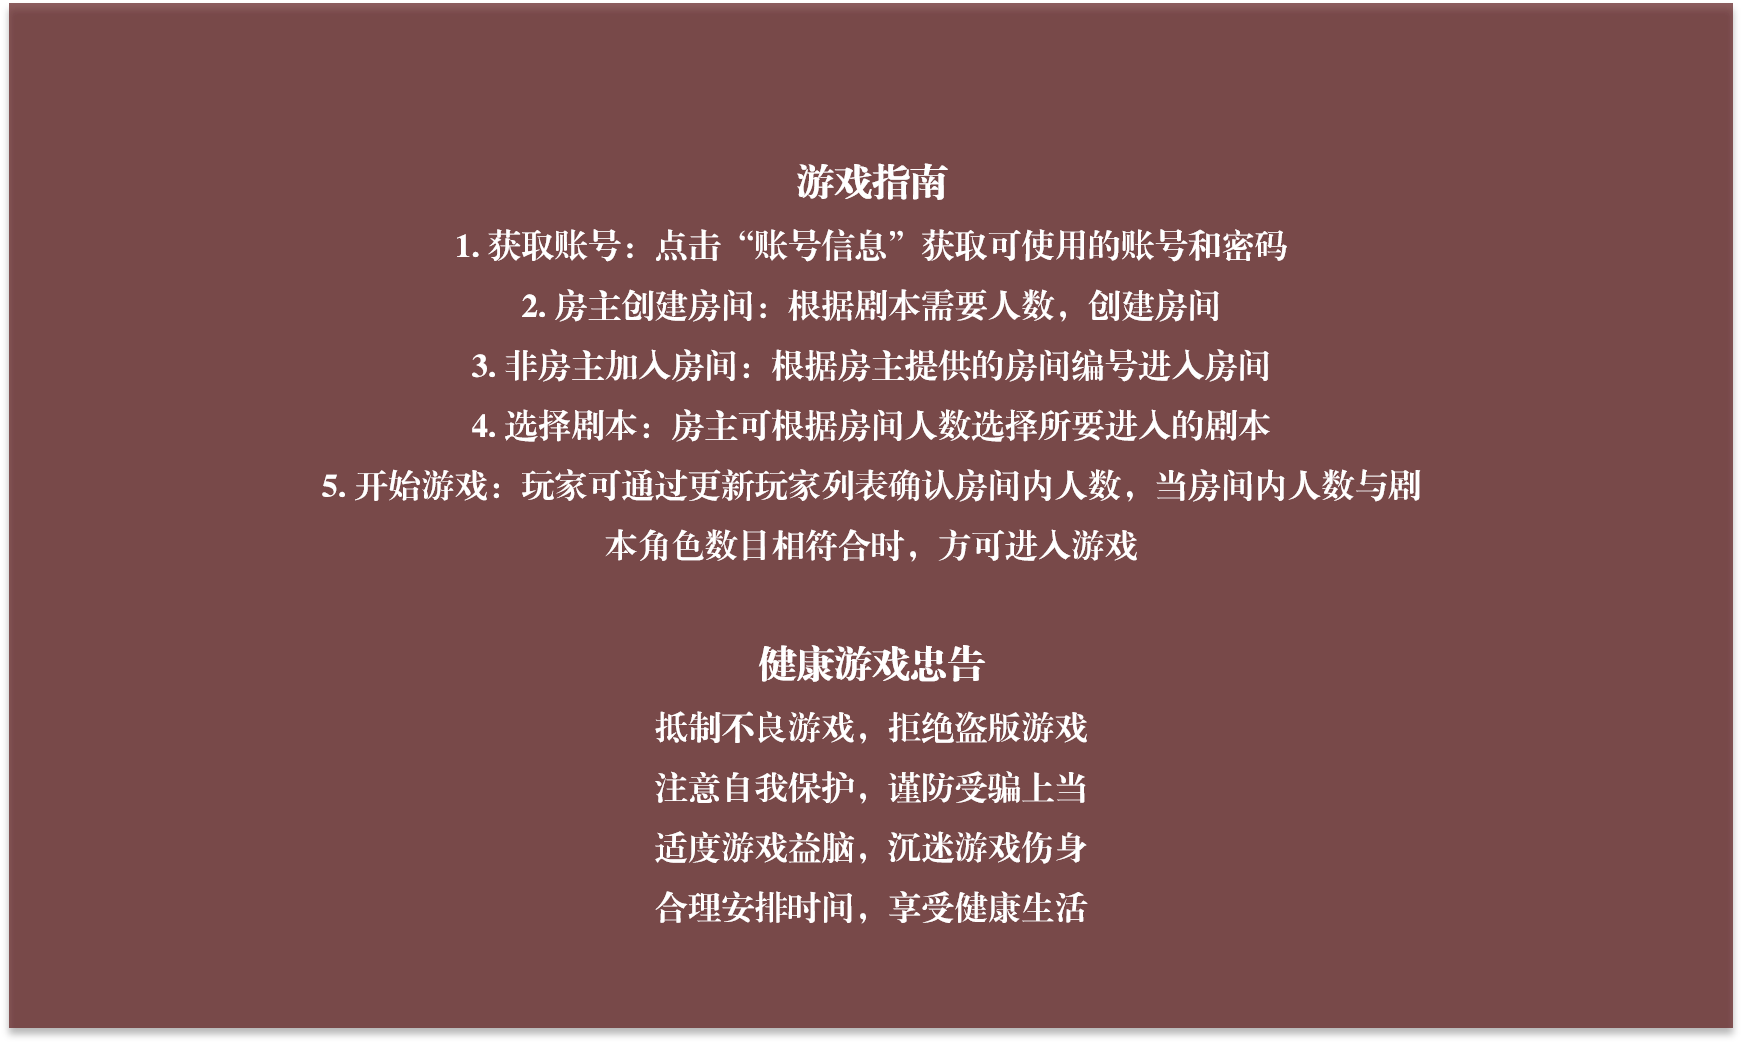 游戏指南
1. 获取账号：点击“账号信息”获取可使用的账号和密码
2. 房主创建房间：根据剧本需要人数，创建房间
3. 非房主加入房间：根据房主提供的房间编号进入房间
4. 选择剧本：房主可根据房间人数选择所要进入的剧本
5. 开始游戏：玩家可通过更新玩家列表确认房间内人数，当房间内人数与剧
本角色数目相符合时，方可进入游戏
健康游戏忠告
抵制不良游戏，拒绝盗版游戏
注意自我保护，谨防受骗上当
适度游戏益脑，沉迷游戏伤身
合理安排时间，享受健康生活